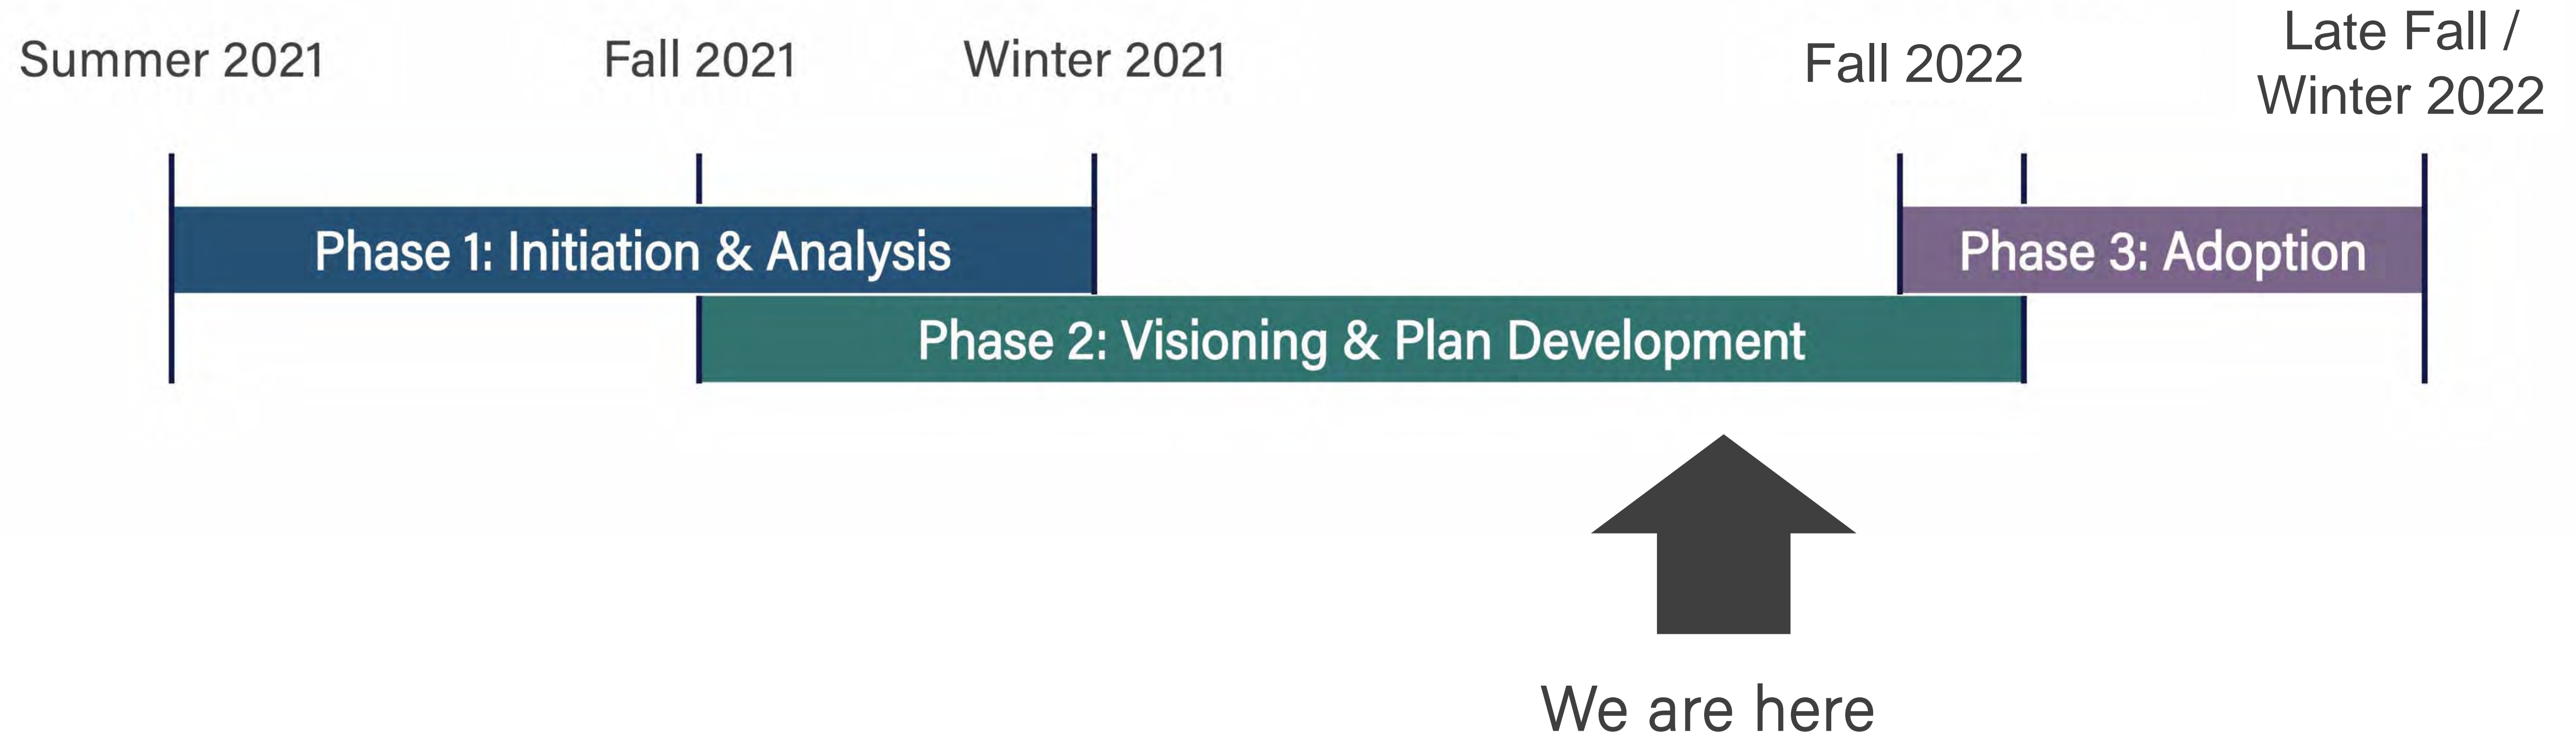 Summer 2021
Fall 2021
Winter 2021
Fall 2022
Late Fall /
Winter 2022
Phase 1: Initiation & Analysis
Phase 3: Adoption
Phase 2: Visioning & Plan Development
We are here